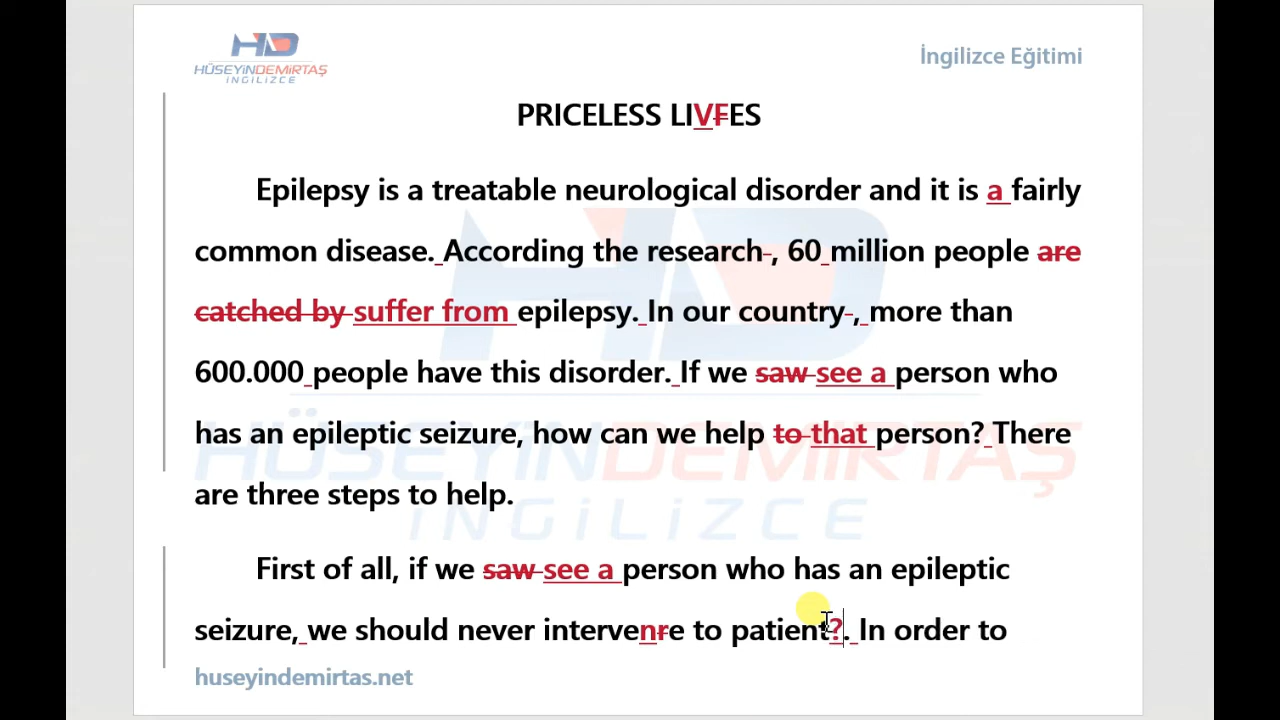 HD
HÜSEYİNDEMİRTAŞ
İNGİLİZCE
İngilizce Eğitimi
PRICELESS LIVFES
Epilepsy is a treatable neurological disorder and it is a fairly
common disease. According the research , 60 million people are
catched by suffer from epilepsy. In our country , more than
600.000 people have this disorder. If we saw see a person who
has an epileptic seizure, how can we help to that person? There
are three steps to help.
First of all, if we saw see a person who has an epileptic
seizure, we should never intervenre to patient?. In order to
huseyindemirtas.net